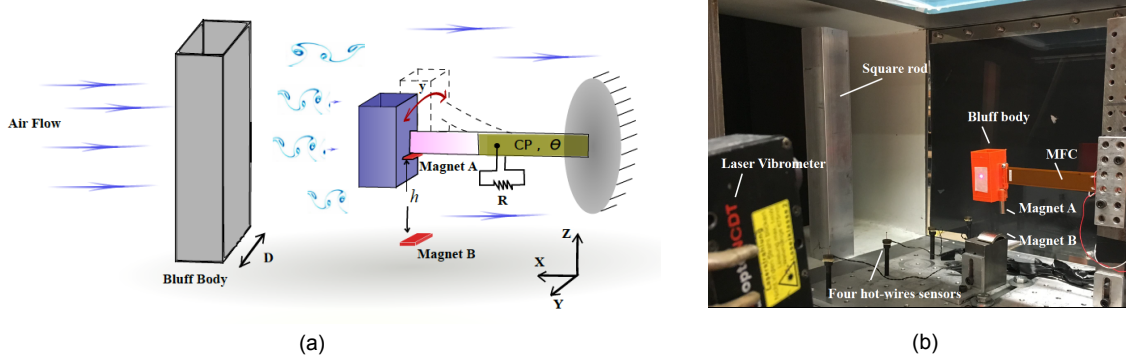 Air Flow
Bluff Body
D
y
Magnet A
CP , Θ
R
h
Magnet B
Z
X
Y
(a)
Square rod
Bluff body
MFC
Laser Vibrometer
Magnet A
Magnet B
optoNCDT
Four hot-wires sensors
(b)